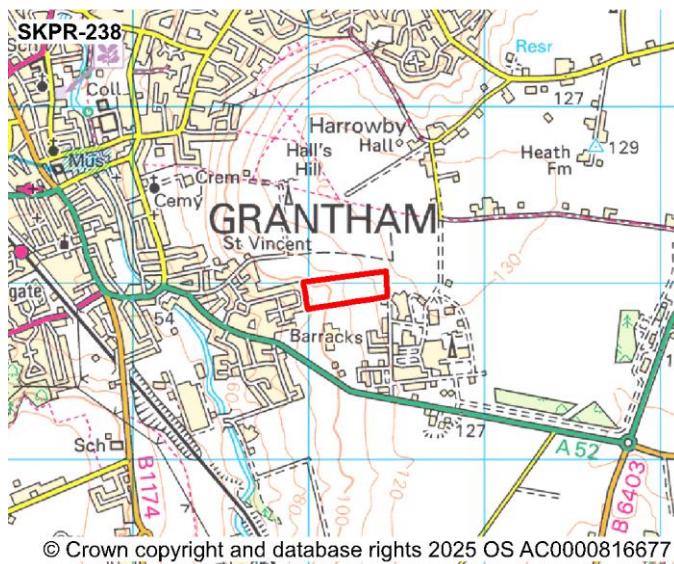 SKPR-238
Sch
Coll
Resr
127
Harrowby
Hall
Hall's
Hill
Heath
Fm
129
Mus
Crem
Cemy
GRANTHAM
St Vincent
130
gate
54
Barracks
60
127
Sch
A 52
B1174
100
120
B 6403
© Crown copyright and database rights 2025 OS AC0000816677